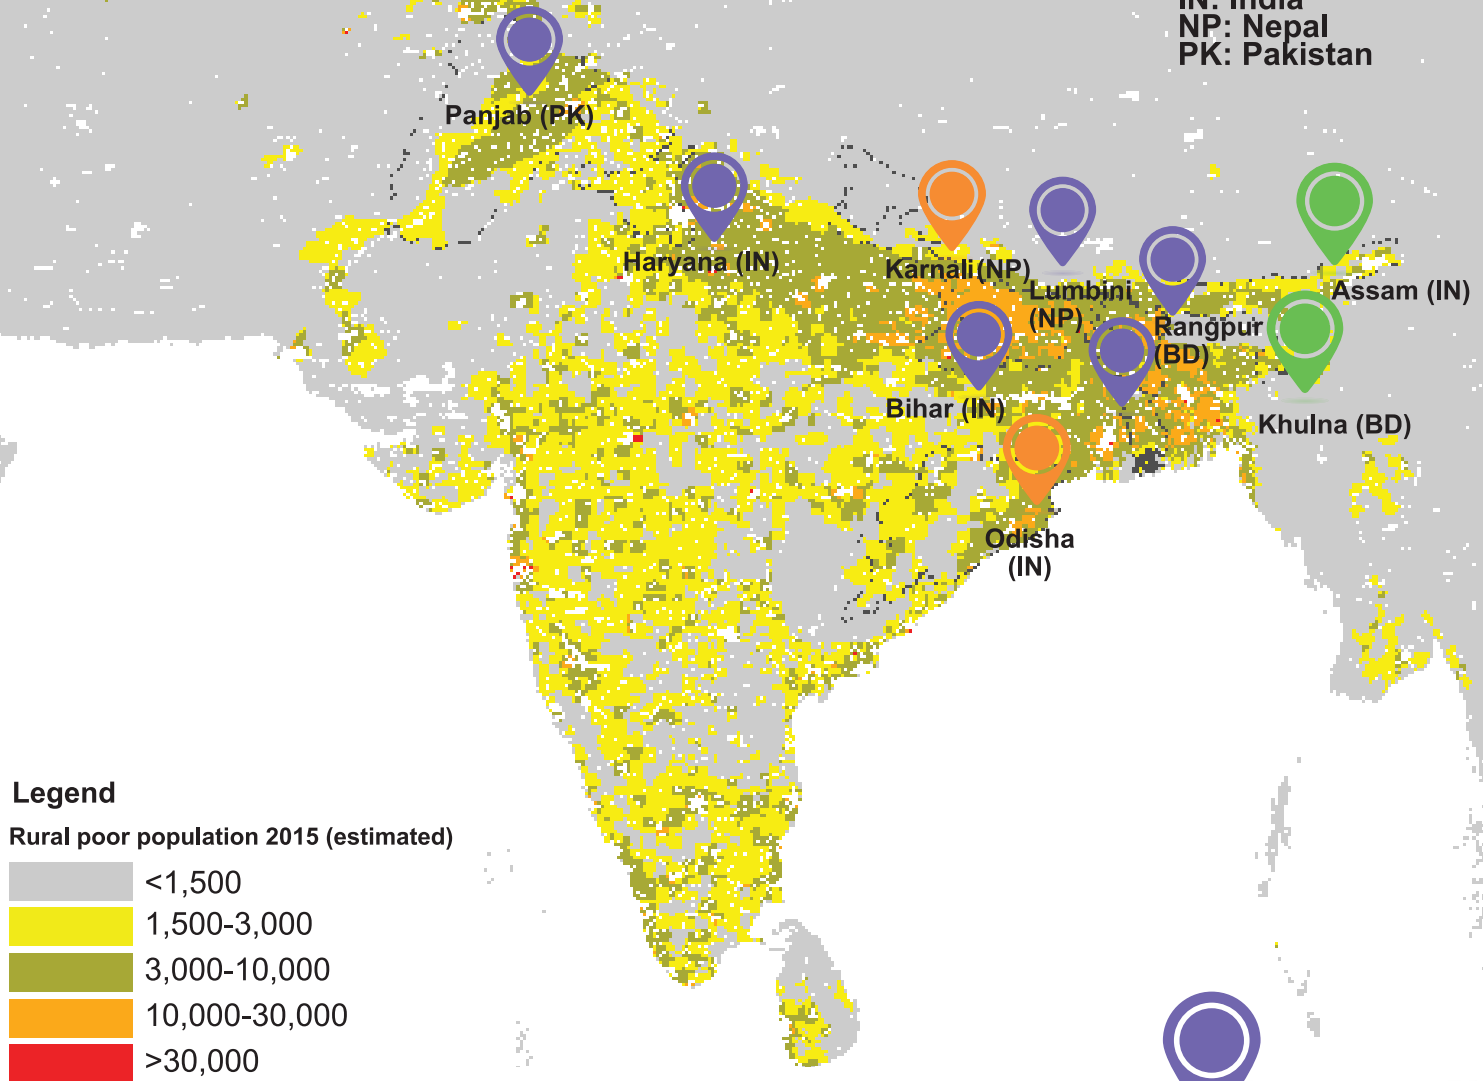 IN: India
NP: Nepal
PK: Pakistan
Panjab (PK)
Haryana (IN)
Karnali(NP)
Lumbini
(NP)
Assam (IN)
Rangpur
(BD)
Bihar (IN)
Khulna (BD)
Odisha
(IN)
Legend
Rural poor population 2015 (estimated)
<1,500
1,500-3,000
3,000-10,000
10,000-30,000
>30,000